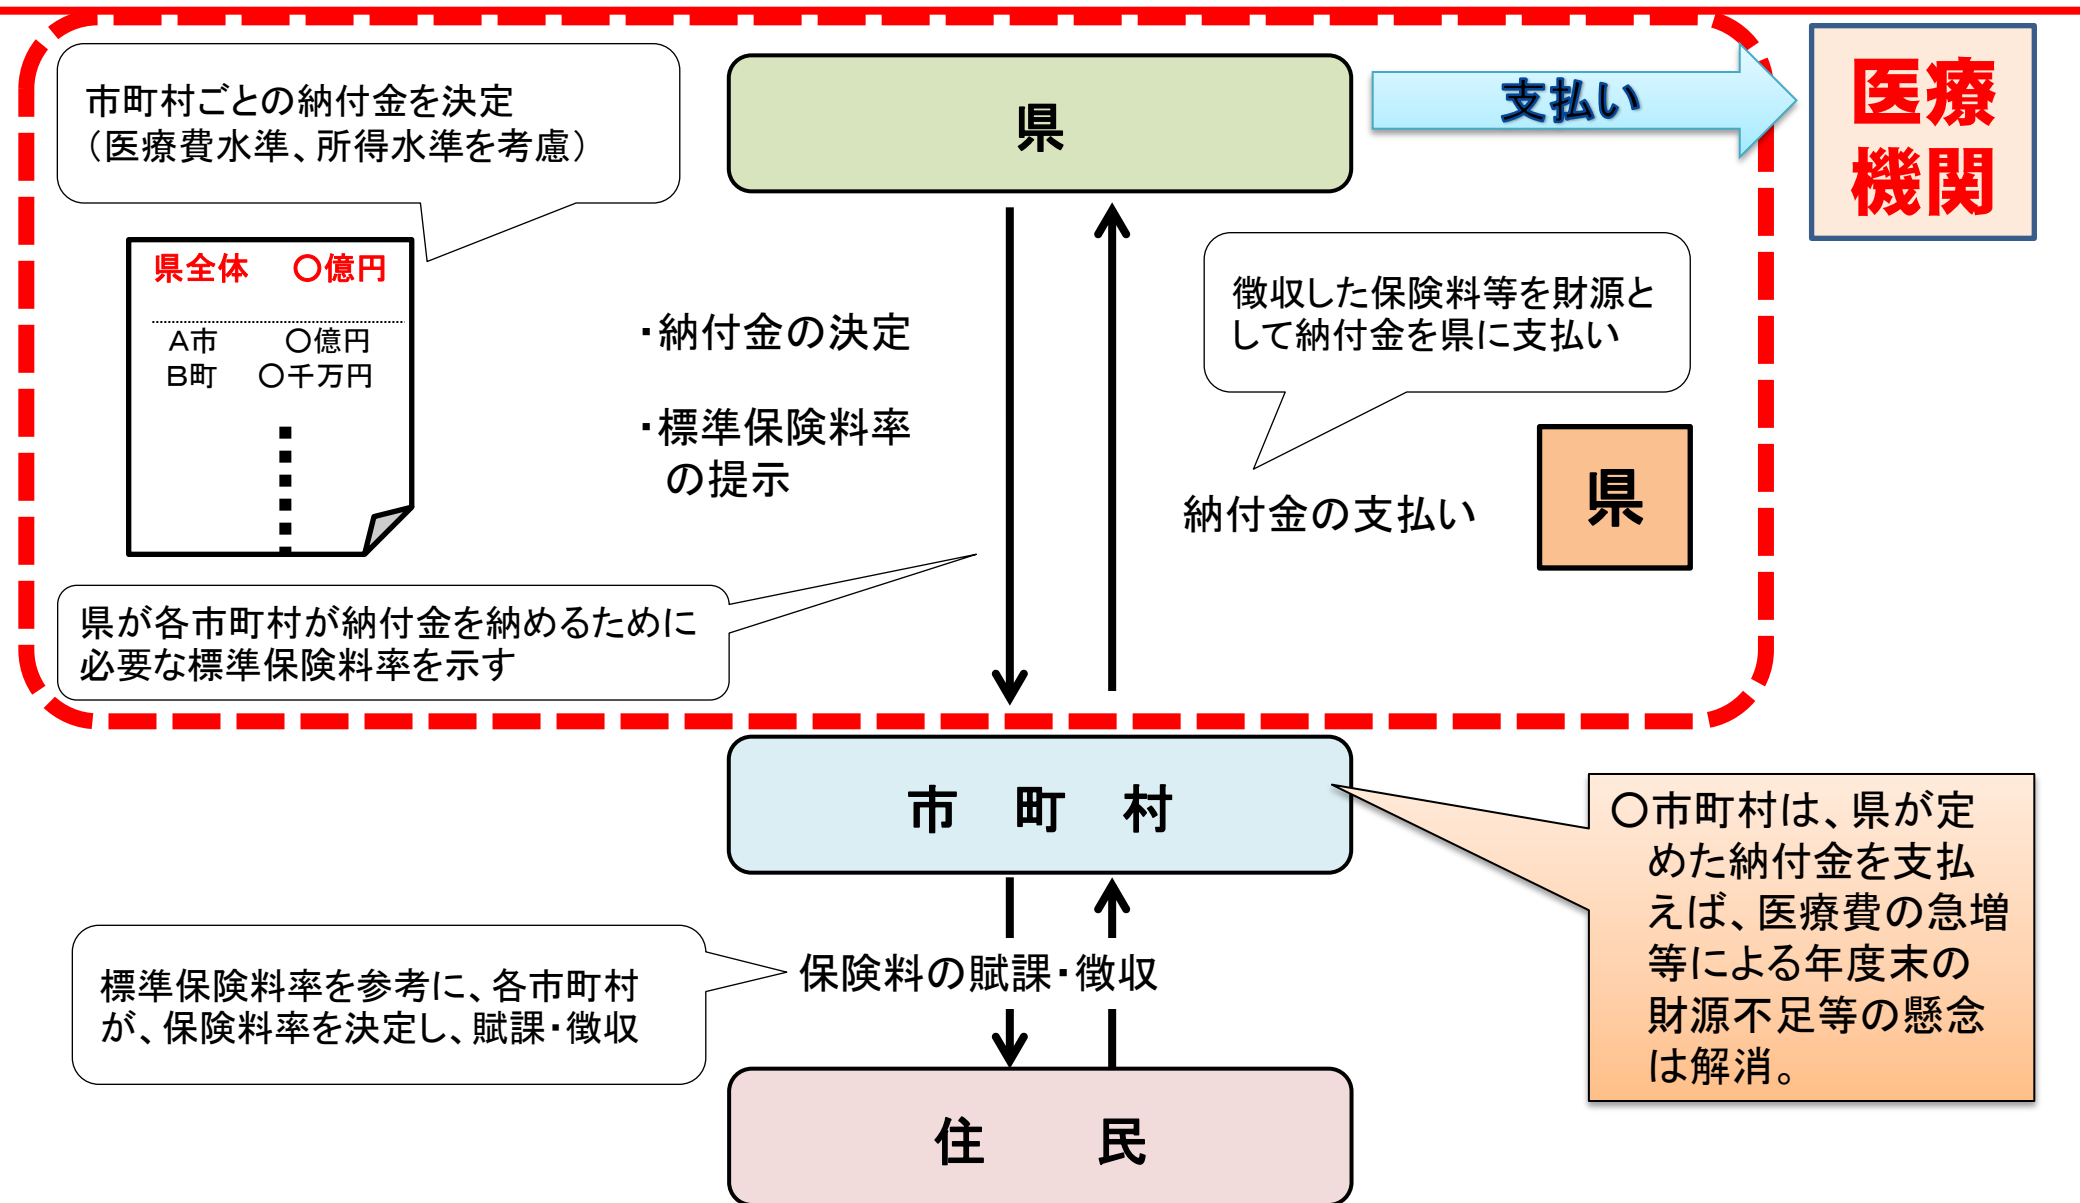 市町村ごとの納付金を決定
（医療費水準、所得水準を考慮）
県
支払い
医療
機関
県全体　〇億円
A市　〇億円
B町　〇千万円
・納付金の決定
・標準保険料率
の提示
徴収した保険料等を財源と
して納付金を県に支払い
納付金の支払い
県
県が各市町村が納付金を納めるために
必要な標準保険料率を示す
市　町　村
〇市町村は、県が定
めた納付金を支払
えば、医療費の急増
等による年度末の
財源不足等の懸念
は解消。
標準保険料率を参考に、各市町村
が、保険料率を決定し、賦課・徴収
保険料の賦課・徴収
住　民